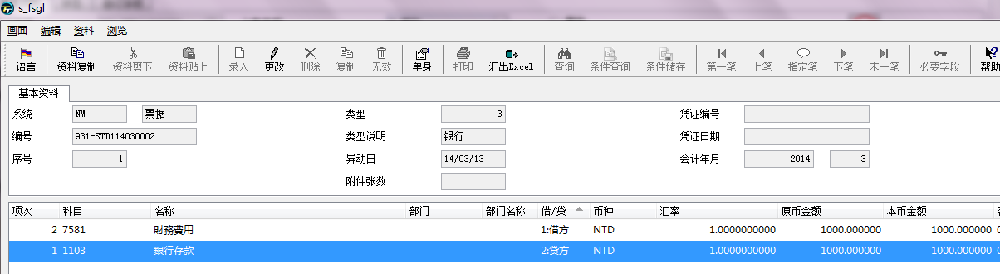 s_fsgl
画面 编辑 资料 浏览
语言 资料复制 资料剪下 资料贴上 录入 更改 删除 复制 无效 单身 打印 汇出Excel 查询 条件查询 条件储存 第一笔 上笔 指定笔 下笔 末一笔 必要字段 帮助
基本资料
系统 NM 票据 类型 3 凭证编号
编号 931-STD114030002 类型说明 银行 凭证日期
序号 1 异动日 14/03/13 会计年月 2014 3
附件张数
项次 科目 名称 部门 部门名称 借/贷 币种 汇率 原币金额 本币金额
2 7581 財務費用 1:借方 NTD 1.0000000000 1000.000000 1000.000000
1 1103 銀行存款 2:贷方 NTD 1.0000000000 1000.000000 1000.000000